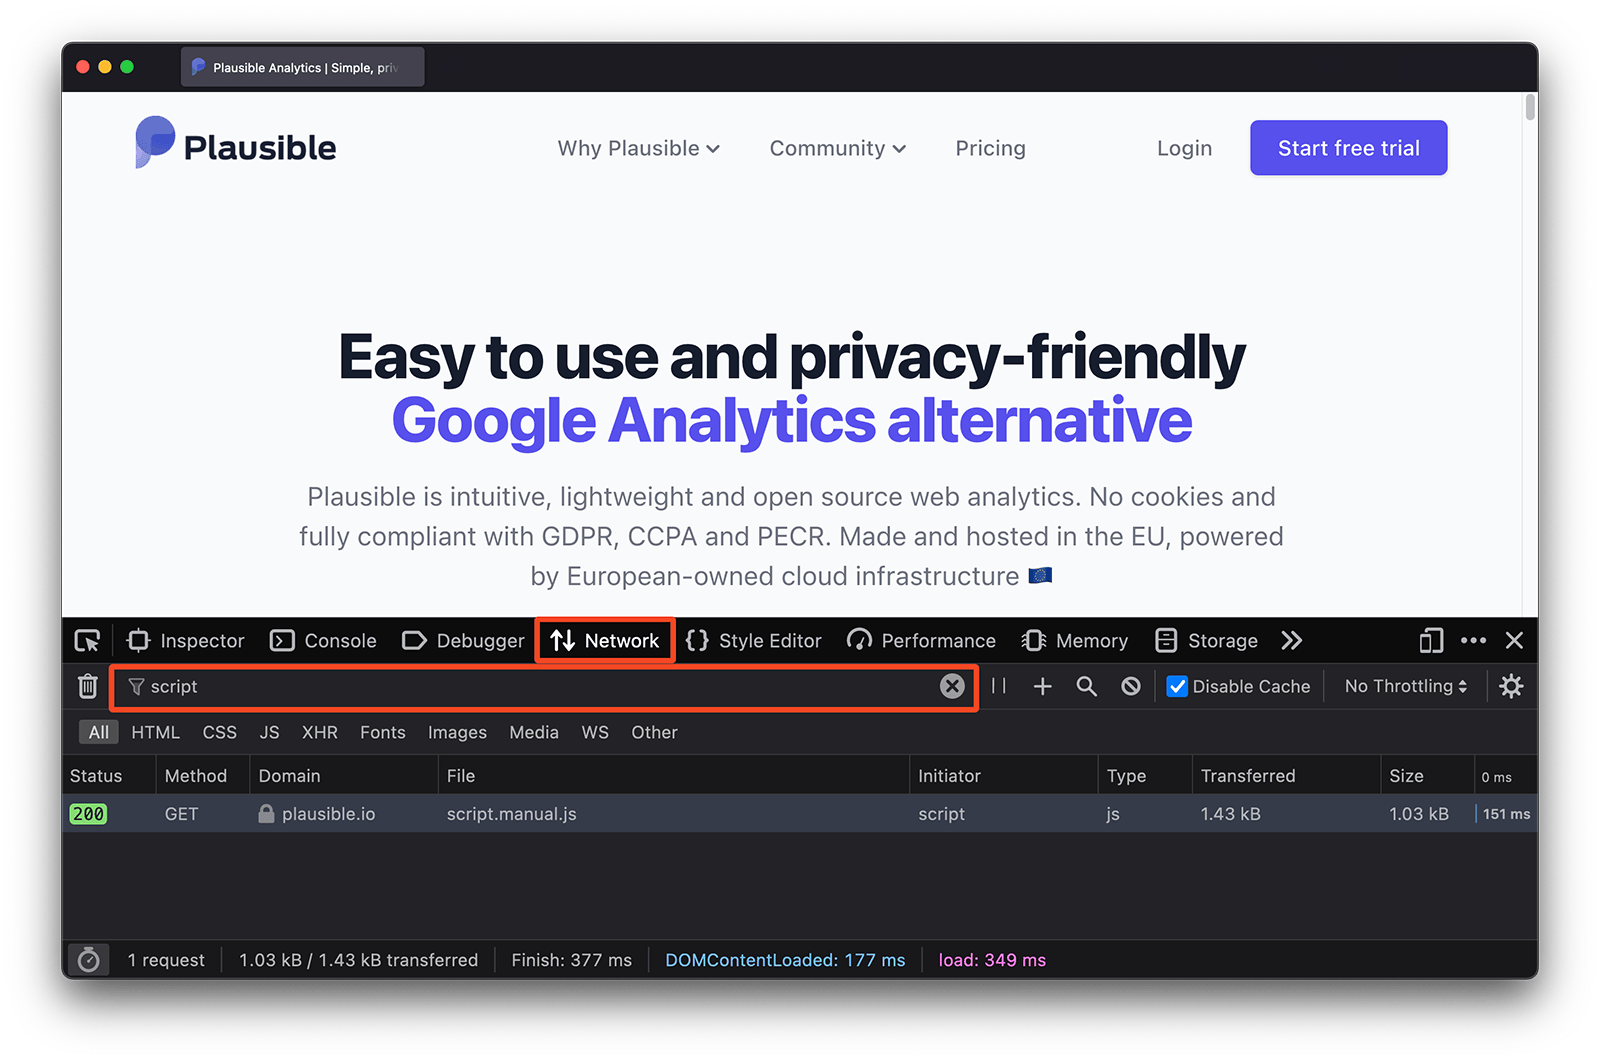 Plausible Analytics | Simple, priv
Plausible
Why Plausible
Community
Pricing
Login
Start free trial
Easy to use and privacy-friendly
Google Analytics alternative
Plausible is intuitive, lightweight and open source web analytics. No cookies and
fully compliant with GDPR, CCPA and PECR. Made and hosted in the EU, powered
by European-owned cloud infrastructure 🇪🇺
Inspector Console Debugger Network Style Editor Performance Memory Storage
script Disable Cache No Throttling
All HTML CSS JS XHR Fonts Images Media WS Other
Status Method Domain File Initiator Type Transferred Size 0 ms
200 GET plausible.io script.manual.js script js 1.43 kB 1.03 kB 151 ms
1 request 1.03 kB / 1.43 kB transferred Finish: 377 ms DOMContentLoaded: 177 ms load: 349 ms